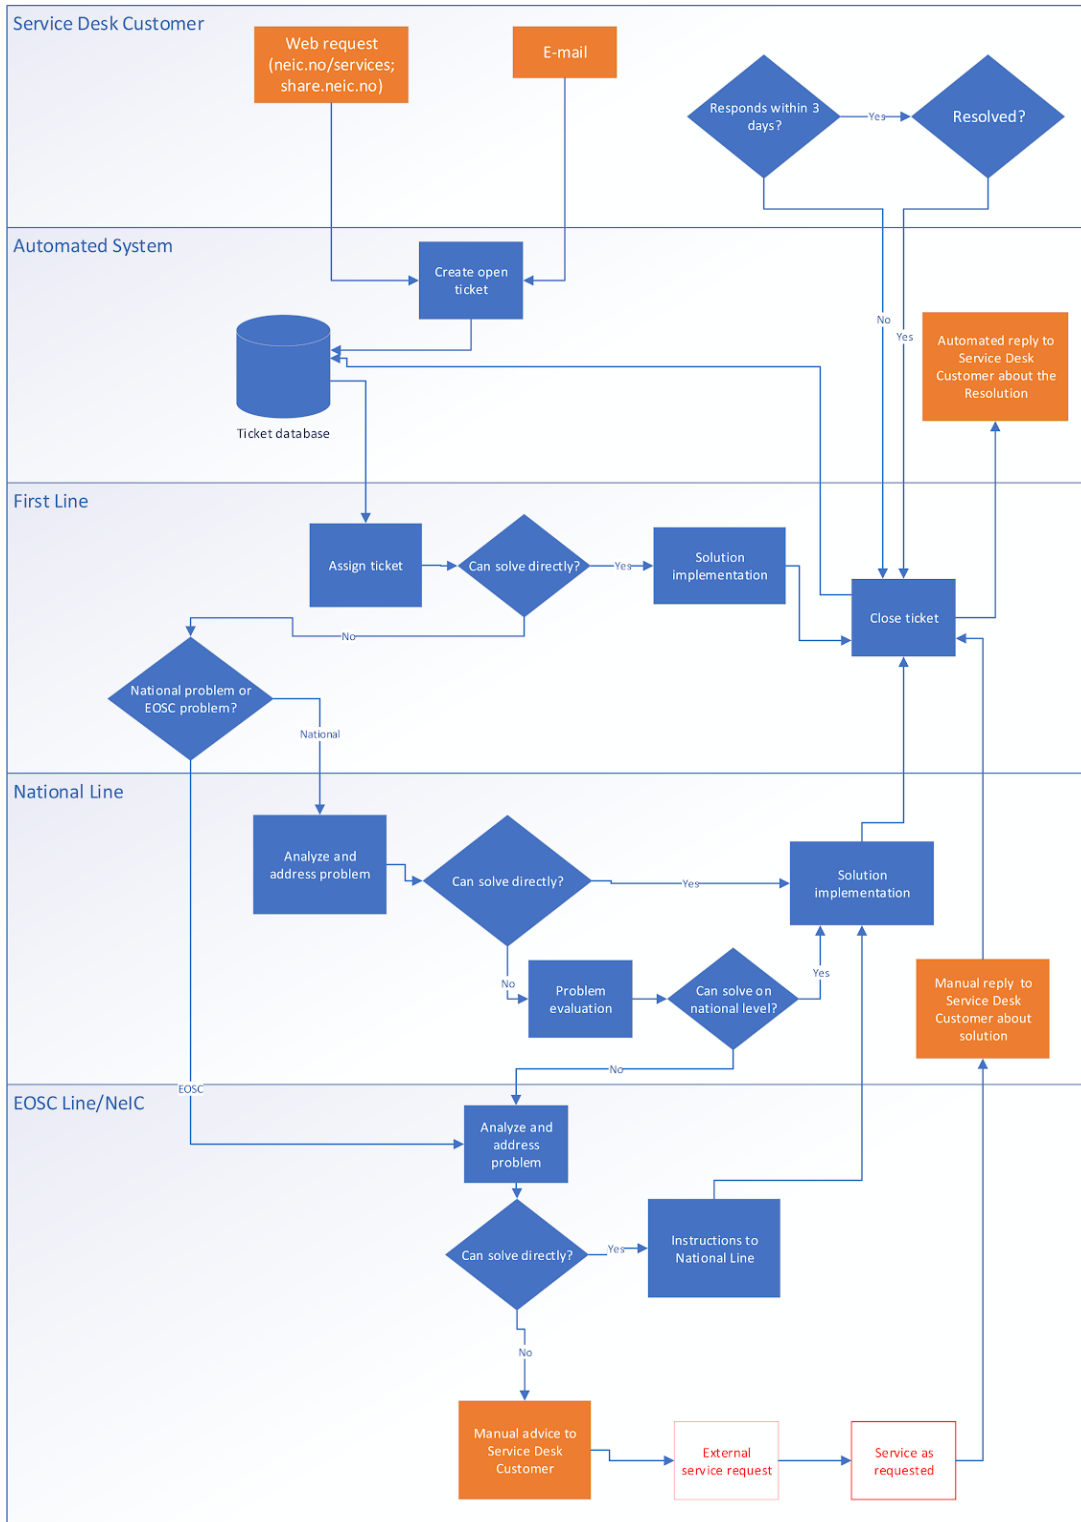 Service Desk Customer
Web request
(neic.no/services;
share.neic.no)
E-mail
Responds within 3
days?
Yes
Resolved?
Automated System
Create open
ticket
No
Yes
Automated reply to
Service Desk
Customer about the
Resolution
Ticket database
First Line
Assign ticket
Can solve directly?
Yes
Solution
implementation
Close ticket
No
National problem or
EOSC problem?
National
National Line
Analyze and
address problem
Can solve directly?
Yes
Solution
implementation
No
Problem
evaluation
Can solve on
national level?
Yes
Manual reply to
Service Desk
Customer about
solution
No
EOSC
EOSC Line/NeIC
Analyze and
address
problem
Can solve directly?
Yes
Instructions to
National Line
No
Manual advice to
Service Desk
Customer
External
service request
Service as
requested